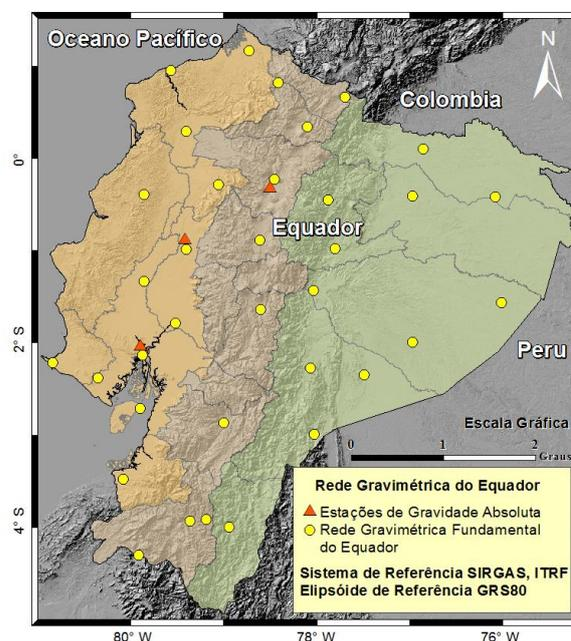 Oceano Pacífico
N
Colombia
0°
Equador
2° S
Peru
Escala Gráfica
0 1 2
Graus
Rede Gravimétrica do Equador
Estações de Gravidade Absoluta
Rede Gravimétrica Fundamental
do Equador
Sistema de Referência SIRGAS, ITRF
Elipsóide de Referência GRS80
4° S
80° W
78° W
76° W